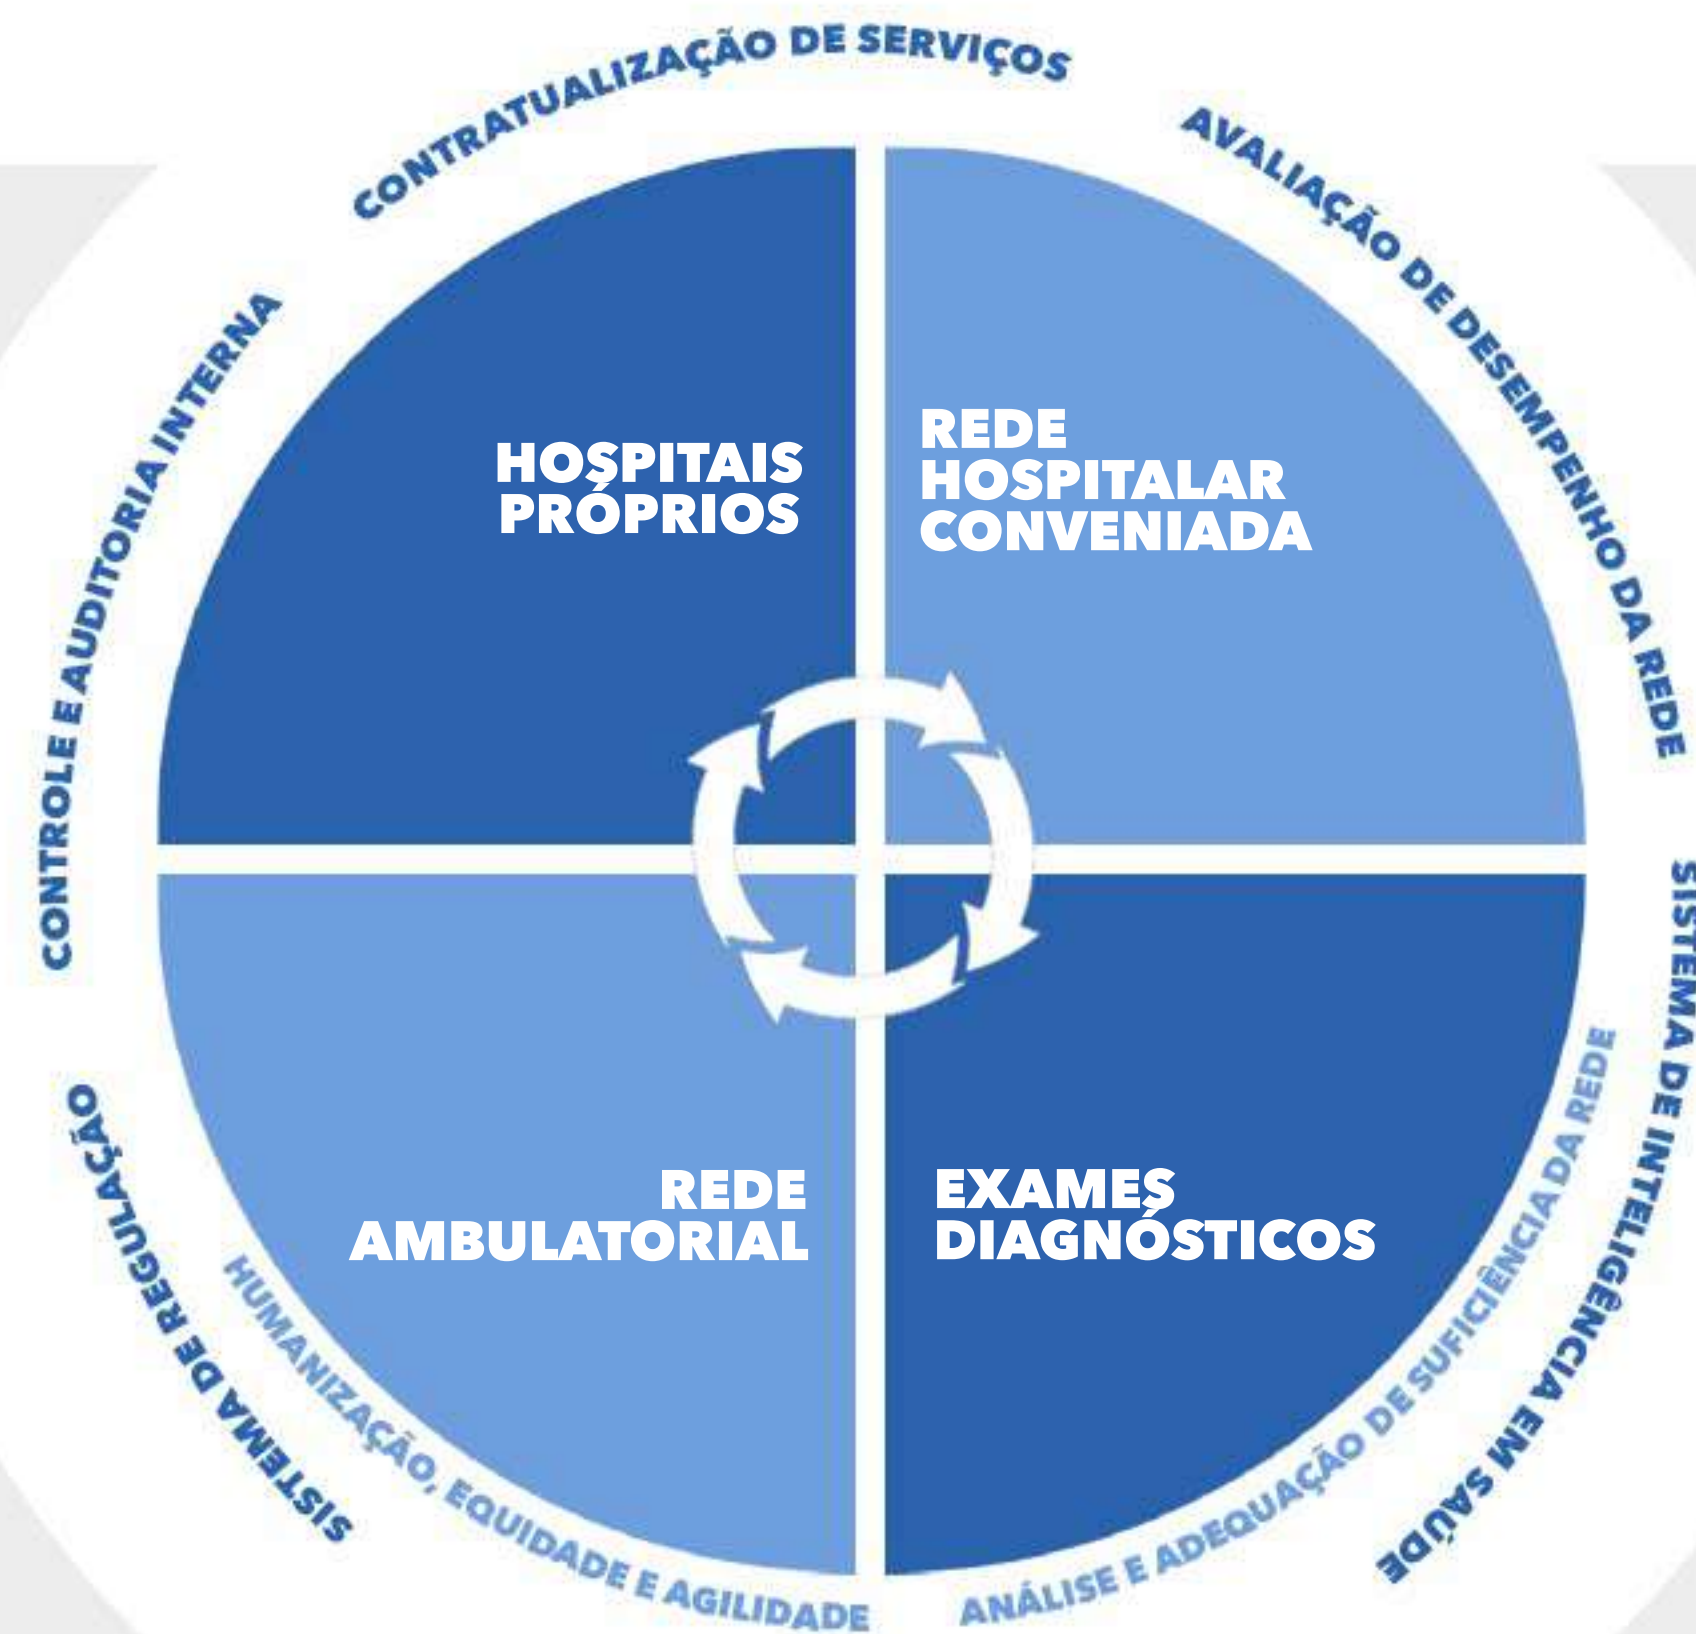 CONTRATUALIZAÇÃO DE SERVIÇOS
AVALIAÇÃO DE DESEMPENHO DA REDE
CONTROLE E AUDITORIA INTERNA
HOSPITAIS
PRÓPRIOS
REDE
HOSPITALAR
CONVENIADA
REDE
AMBULATORIAL
EXAMES
DIAGNÓSTICOS
SISTEMA DE REGULAÇÃO
SISTEMA DE INTELIGÊNCIA EM SAÚDE
HUMANIZAÇÃO, EQUIDADE E AGILIDADE
ANÁLISE E ADEQUAÇÃO DE SUFICIÊNCIA DA REDE